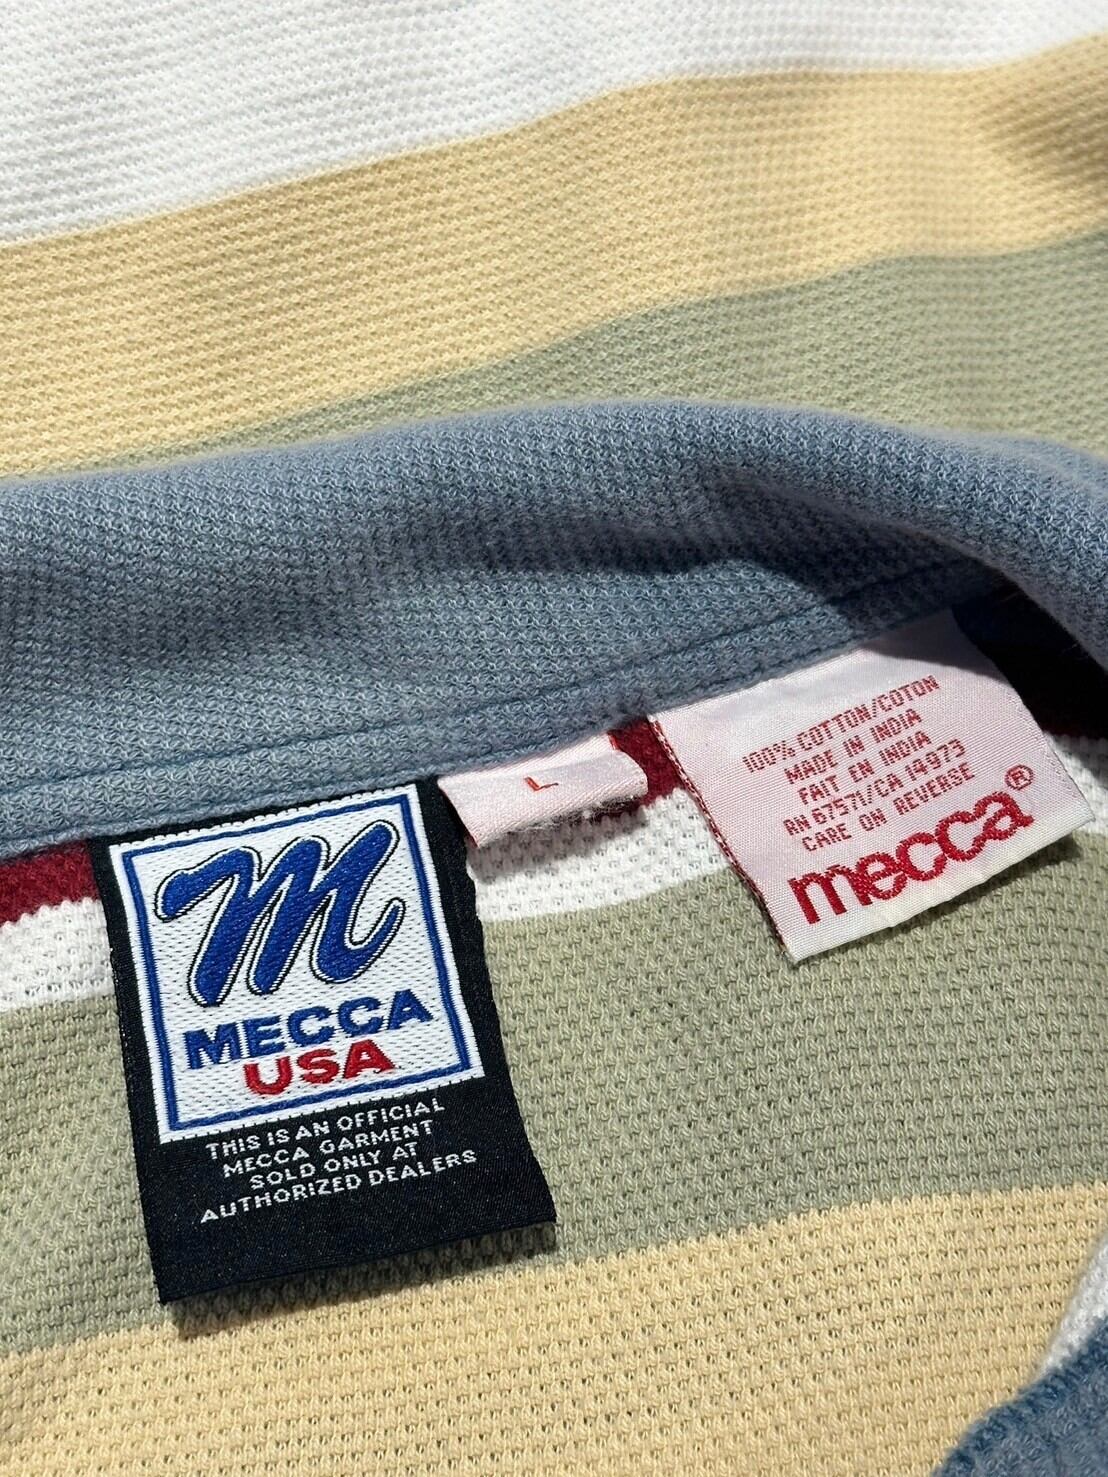 m
MECCA
USA
THIS IS AN OFFICIAL
MECCA GARMENT
SOLD ONLY AT
AUTHORIZED DEALERS
L
100% COTTON/COTON
MADE IN INDIA
FAIT EN INDIA
RN 67571/CA 14973
CARE ON REVERSE
mecca®